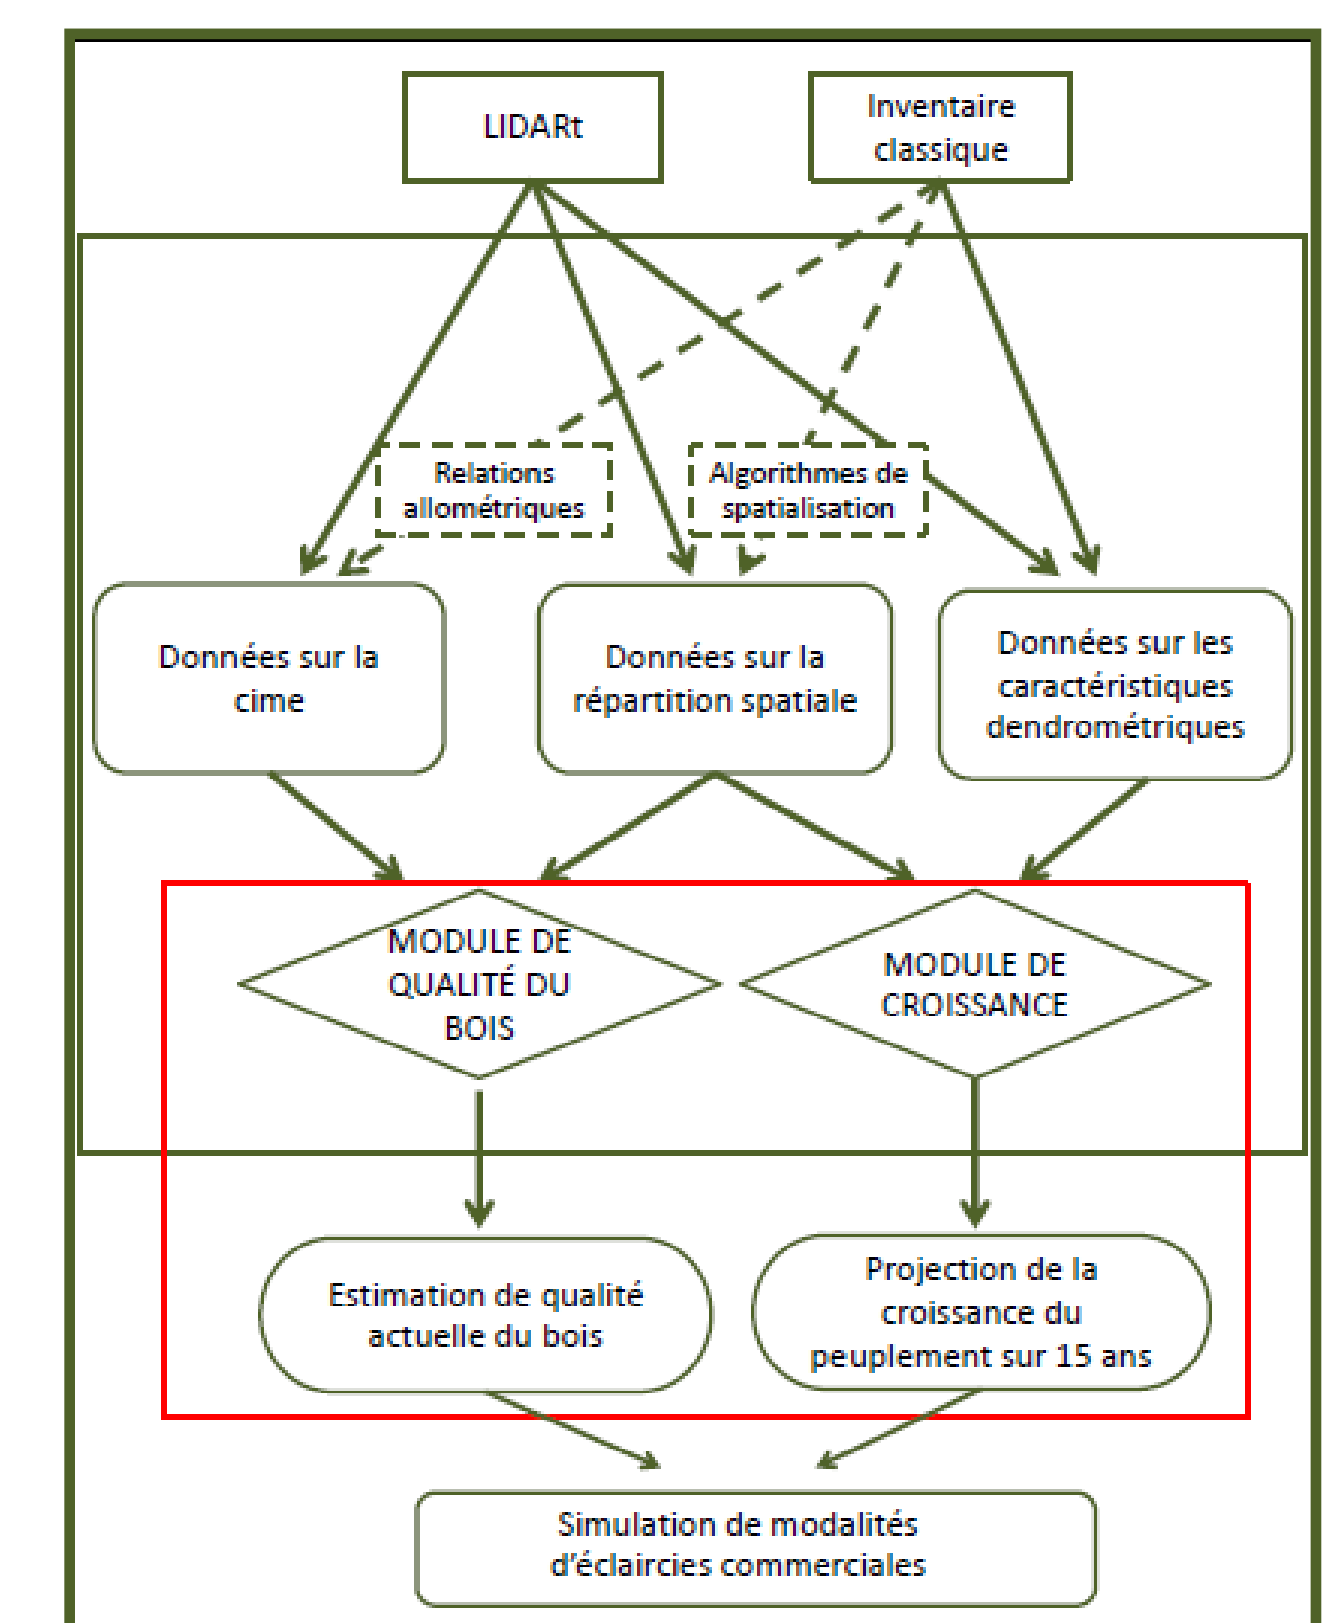 LIDARt
Inventaire
classique
Relations
allométriques
Algorithmes de
spatialisation
Données sur la
cime
Données sur la
répartition spatiale
Données sur les
caractéristiques
dendrométriques
MODULE DE
QUALITÉ DU
BOIS
MODULE DE
CROISSANCE
Estimation de qualité
actuelle du bois
Projection de la
croissance du
peuplement sur 15 ans
Simulation de modalités
d'éclaircies commerciales